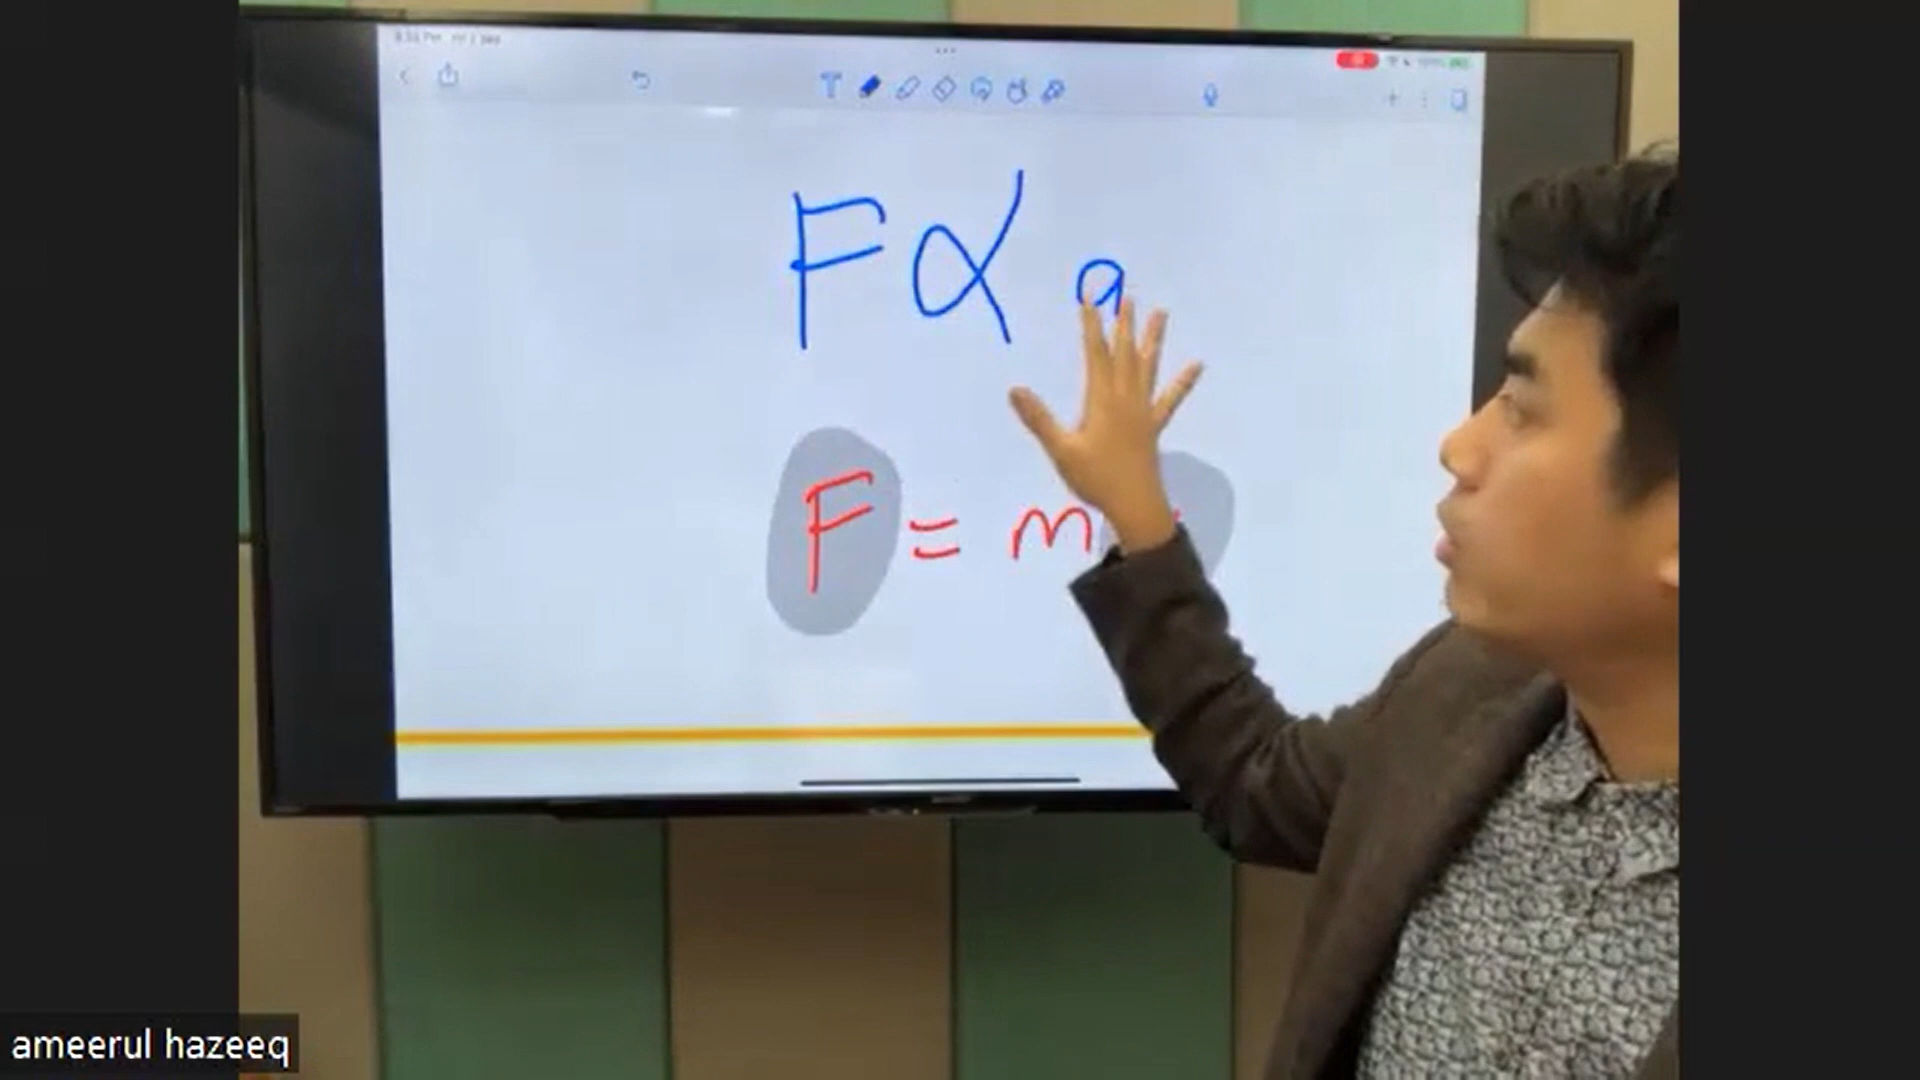 F α a
F = m
ameerul hazeeq